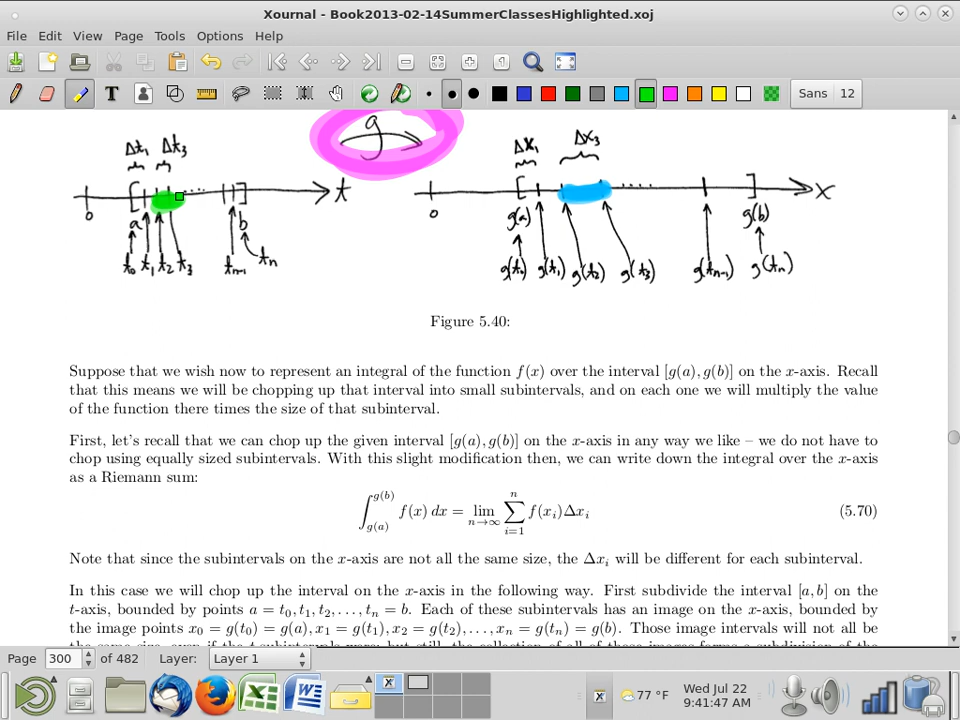 Xournal - Book2013-02-14SummerClassesHighlighted.xoj
File Edit View Page Tools Options Help
Sans 12
g
Δt₁ Δt₃ Δx₁ Δx₃
0 [ ] t 0 [ ] x
a b g(a) g(b)
t₀ t₁ t₂ t₃ tₙ₋₁ tₙ g(t₀) g(t₁) g(t₂) g(t₃) g(tₙ₋₁) g(tₙ)
Figure 5.40:
Suppose that we wish now to represent an integral of the function f(x) over the interval [g(a), g(b)] on the x-axis. Recall
that this means we will be chopping up that interval into small subintervals, and on each one we will multiply the value
of the function there times the size of that subinterval.
First, let's recall that we can chop up the given interval [g(a), g(b)] on the x-axis in any way we like – we do not have to
chop using equally sized subintervals. With this slight modification then, we can write down the integral over the x-axis
as a Riemann sum:
∫_{g(a)}^{g(b)} f(x) dx = lim_{n→∞} ∑_{i=1}^{n} f(x_i)Δx_i (5.70)
Note that since the subintervals on the x-axis are not all the same size, the Δx_i will be different for each subinterval.
In this case we will chop up the interval on the x-axis in the following way. First subdivide the interval [a, b] on the
t-axis, bounded by points a = t₀, t₁, t₂, . . . , tₙ = b. Each of these subintervals has an image on the x-axis, bounded by
the image points x₀ = g(t₀) = g(a), x₁ = g(t₁), x₂ = g(t₂), . . . , xₙ = g(tₙ) = g(b). Those image intervals will not all be
Page 300 of 482 Layer: Layer 1
77 °F
Wed Jul 22
9:41:47 AM